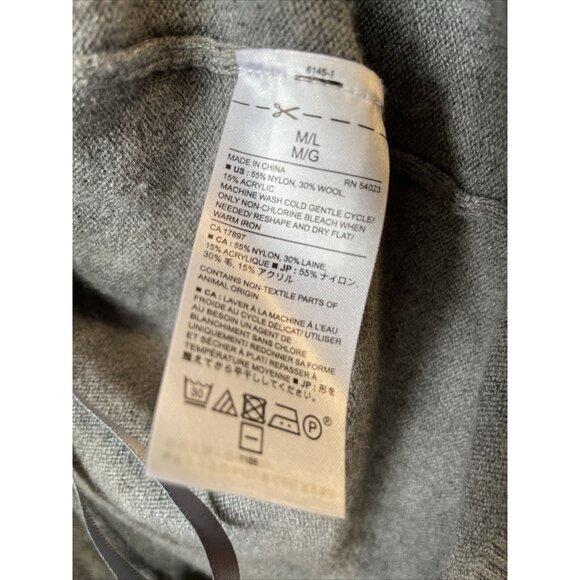 6145-1
M/L
M/G
MADE IN CHINA RN 54023
■ US : 55% NYLON, 30% WOOL,
15% ACRYLIC
MACHINE WASH COLD GENTLE CYCLE/
ONLY NON-CHLORINE BLEACH WHEN
NEEDED/ RESHAPE AND DRY FLAT/
WARM IRON
CA 17897
■ CA : 55% NYLON, 30% LAINE,
15% ACRYLIQUE ■ JP : 55% ナイロン,
30% 毛, 15% アクリル
CONTAINS NON-TEXTILE PARTS OF
ANIMAL ORIGIN
■ CA : LAVER À LA MACHINE À L'EAU
FROIDE AU CYCLE DÉLICAT/ UTILISER
AU BESOIN UN AGENT DE
BLANCHIMENT SANS CHLORE
UNIQUEMENT/ REDONNER SA FORME
ET SÉCHER À PLAT/ REPASSER À
TEMPÉRATURE MOYENNE ■ JP : 形を
整えてから平干ししてください。
30
P ®